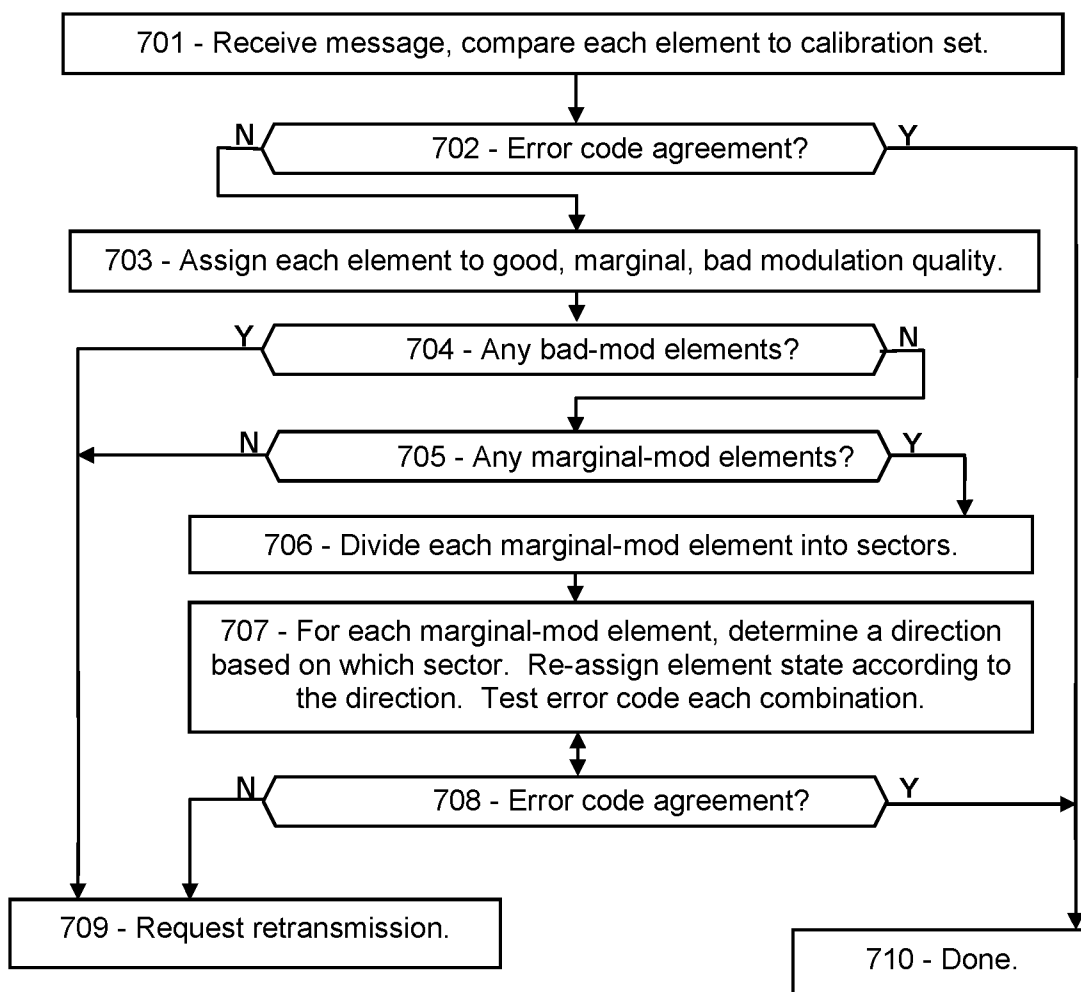 701 - Receive message, compare each element to calibration set.
N
Y
702 - Error code agreement?
703 - Assign each element to good, marginal, bad modulation quality.
Y
N
704 - Any bad-mod elements?
N
Y
705 - Any marginal-mod elements?
706 - Divide each marginal-mod element into sectors.
707 - For each marginal-mod element, determine a direction
based on which sector.  Re-assign element state according to
the direction.  Test error code each combination.
N
Y
708 - Error code agreement?
709 - Request retransmission.
710 - Done.